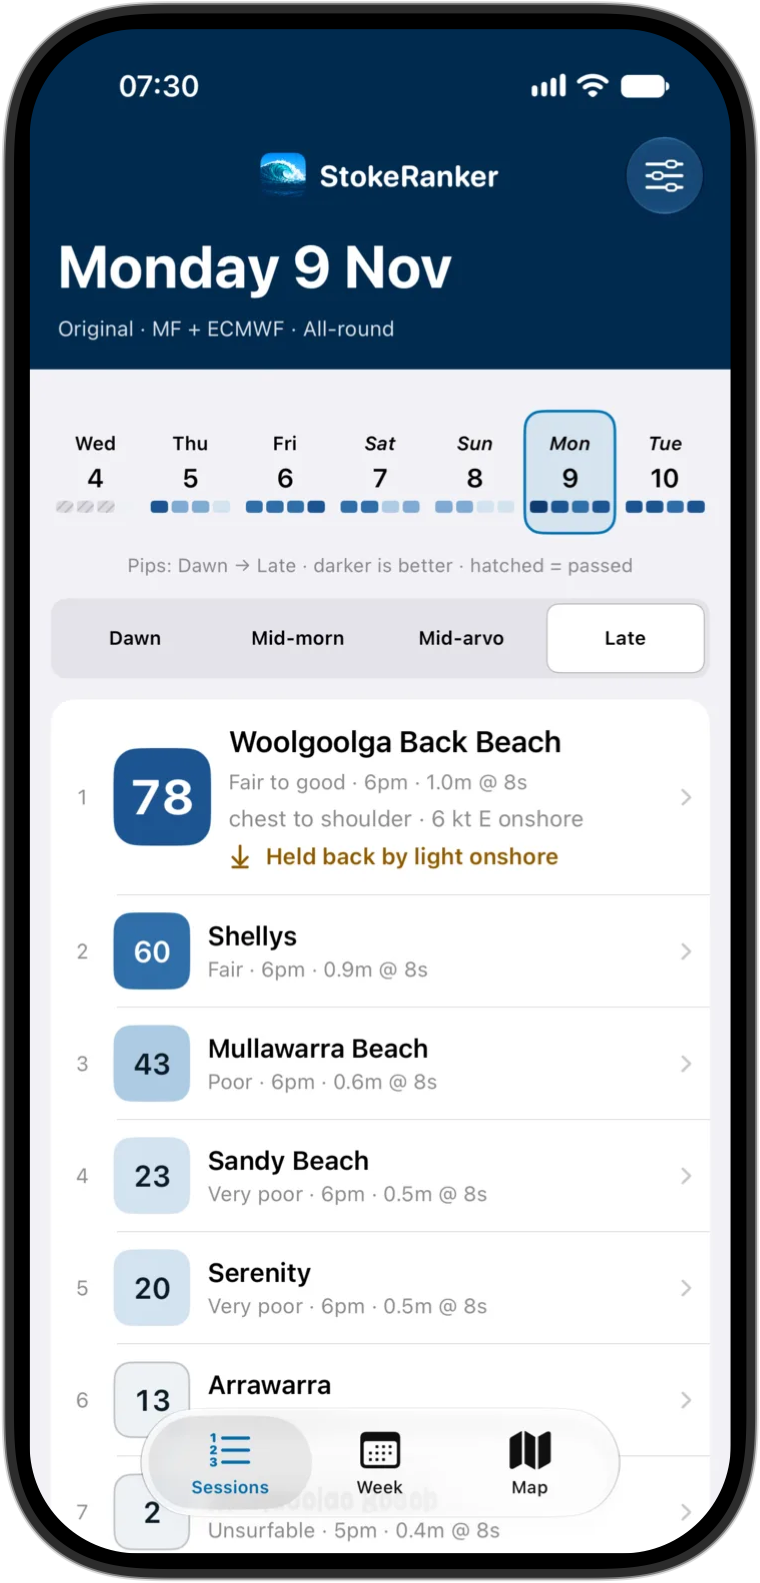 07:30
StokeRanker
Monday 9 Nov
Original · MF + ECMWF · All-round
Wed Thu Fri Sat Sun Mon Tue
4 5 6 7 8 9 10
Pips: Dawn → Late · darker is better · hatched = passed
Dawn Mid-morn Mid-arvo Late
1
78
Woolgoolga Back Beach
Fair to good · 6pm · 1.0m @ 8s
chest to shoulder · 6 kt E onshore
Held back by light onshore
2
60
Shellys
Fair · 6pm · 0.9m @ 8s
3
43
Mullawarra Beach
Poor · 6pm · 0.6m @ 8s
4
23
Sandy Beach
Very poor · 6pm · 0.5m @ 8s
5
20
Serenity
Very poor · 6pm · 0.5m @ 8s
6
13
Arrawarra
7
2
Unsurfable · 5pm · 0.4m @ 8s
1
2
3
Sessions Week Map